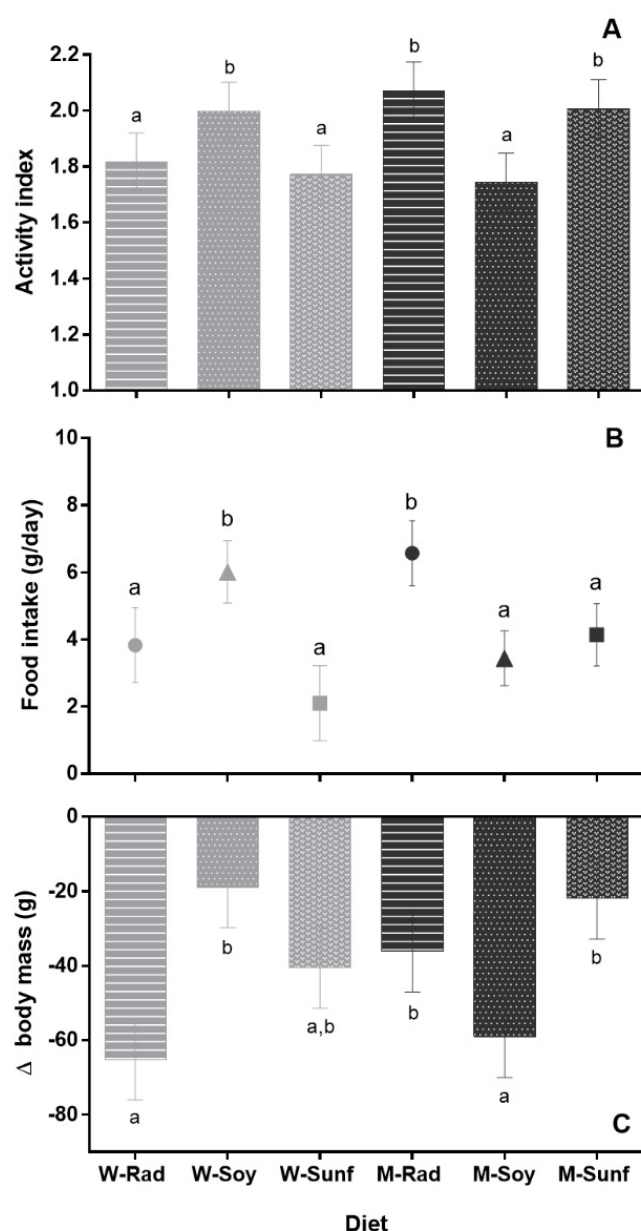 A
2.2
2.0
1.8
1.6
1.4
1.2
1.0
Activity index
a
b
a
b
a
b
B
10
8
6
4
2
0
Food intake (g/day)
a
b
a
b
a
a
0
-20
-40
-60
-80
Δ body mass (g)
a
b
a,b
b
a
b
C
W-Rad W-Soy W-Sunf M-Rad M-Soy M-Sunf
Diet